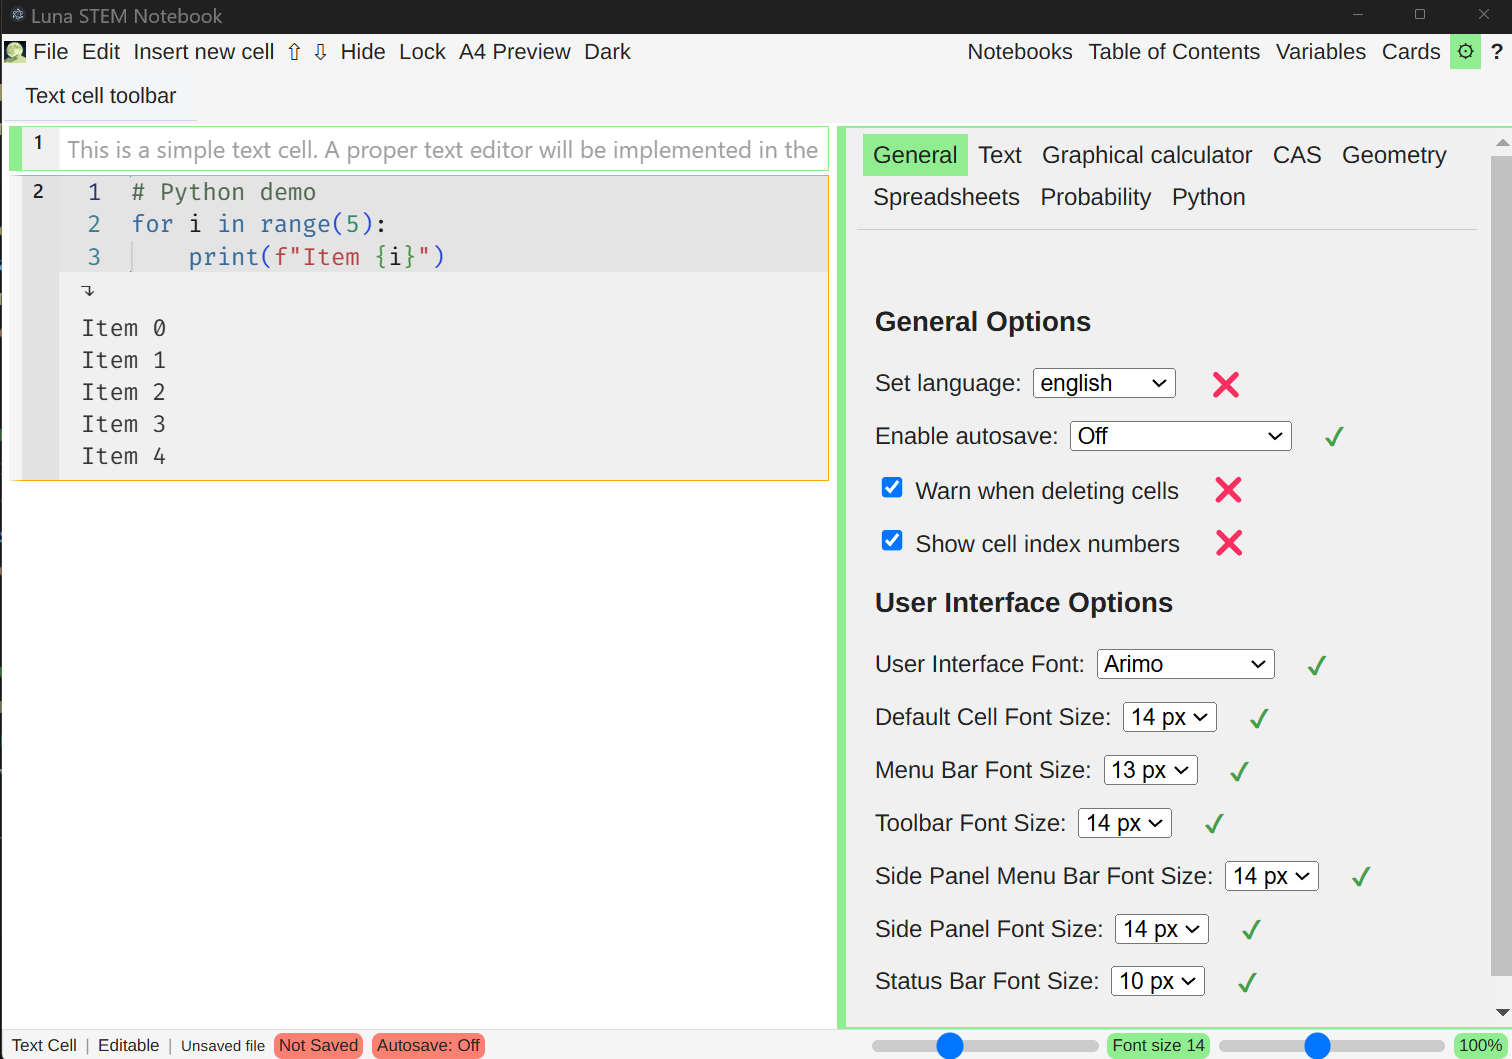 Luna STEM Notebook
File Edit Insert new cell ⇧ ⇩ Hide Lock A4 Preview Dark Notebooks Table of Contents Variables Cards ?
Text cell toolbar
1 This is a simple text cell. A proper text editor will be implemented in the
2
1 # Python demo
2 for i in range(5):
3 print(f"Item {i}")
Item 0
Item 1
Item 2
Item 3
Item 4
General Text Graphical calculator CAS Geometry
Spreadsheets Probability Python
General Options
Set language: english
Enable autosave: Off
Warn when deleting cells
Show cell index numbers
User Interface Options
User Interface Font: Arimo
Default Cell Font Size: 14 px
Menu Bar Font Size: 13 px
Toolbar Font Size: 14 px
Side Panel Menu Bar Font Size: 14 px
Side Panel Font Size: 14 px
Status Bar Font Size: 10 px
Text Cell | Editable | Unsaved file Not Saved Autosave: Off Font size 14 100%